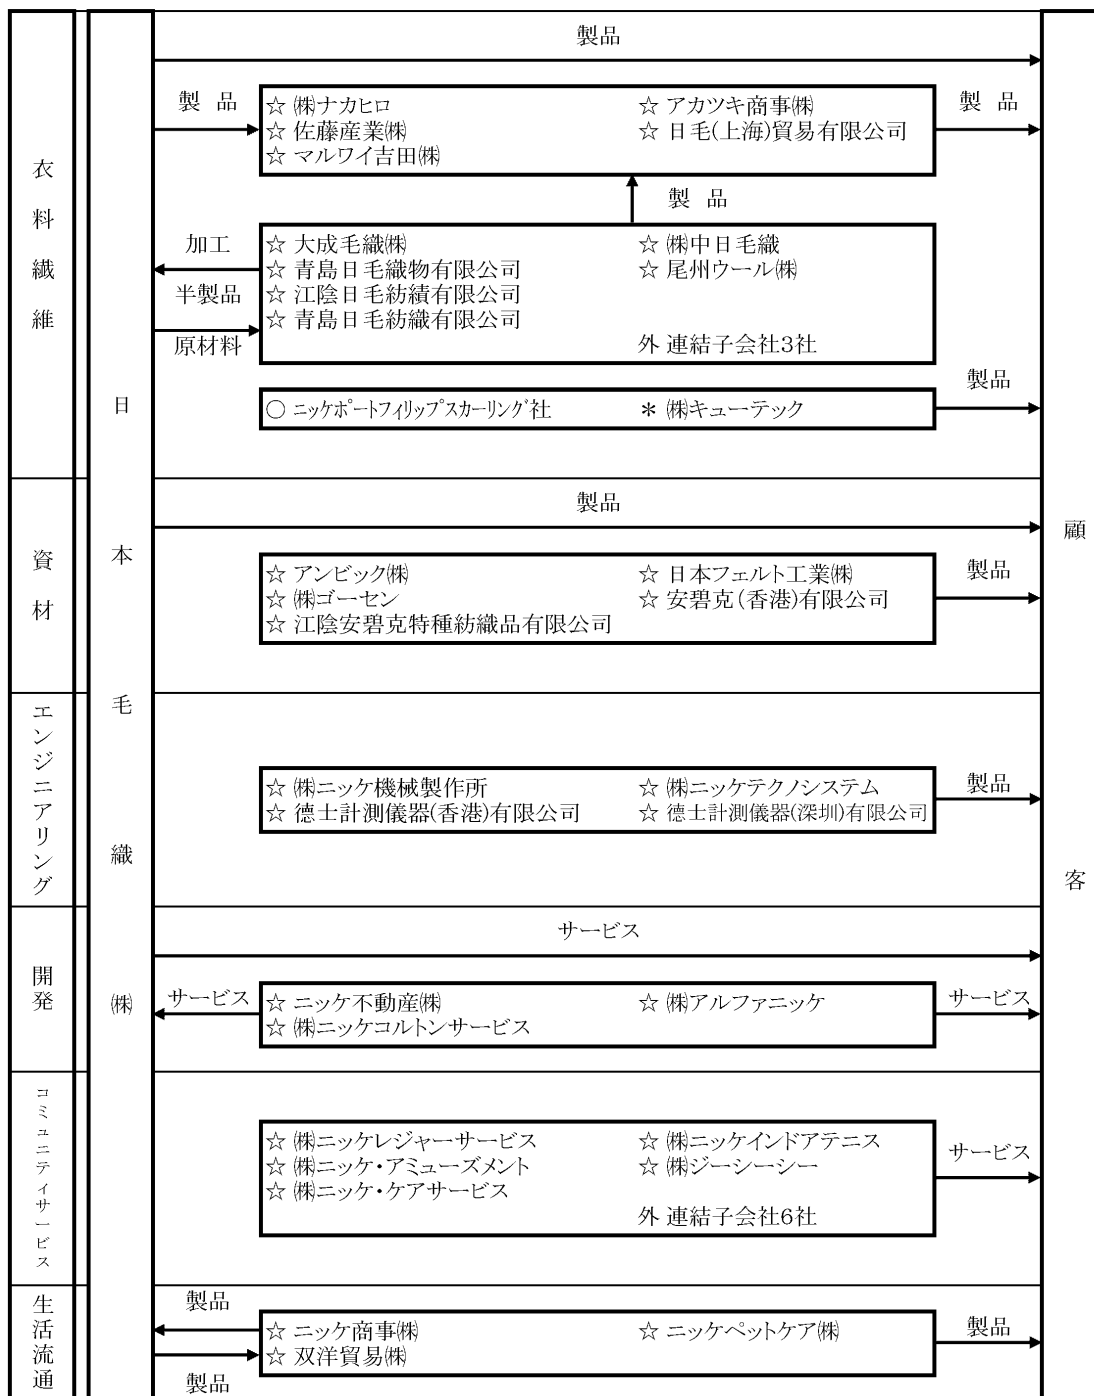 衣料繊維
日本毛織㈱
顧客
製品
製 品
☆ ㈱ナカヒロ
☆ アカツキ商事㈱
☆ 佐藤産業㈱
☆ 日毛(上海)貿易有限公司
☆ マルワイ吉田㈱
製 品
製 品
加工
半製品
原材料
☆ 大成毛織㈱
☆ ㈱中日毛織
☆ 青島日毛織物有限公司
☆ 尾州ウール㈱
☆ 江陰日毛紡績有限公司
☆ 青島日毛紡織有限公司
外 連結子会社3社
○ ニッケポートフィリップスカーリング社
＊ ㈱キューテック
製品
資材
製品
☆ アンビック㈱
☆ 日本フェルト工業㈱
☆ ㈱ゴーセン
☆ 安碧克(香港)有限公司
☆ 江陰安碧克特種紡織品有限公司
製品
エンジニアリング
☆ ㈱ニッケ機械製作所
☆ ㈱ニッケテクノシステム
☆ 德士計測儀器(香港)有限公司
☆ 德士計測儀器(深圳)有限公司
製品
開発
サービス
サービス
☆ ニッケ不動産㈱
☆ ㈱アルファニッケ
☆ ㈱ニッケコルトンサービス
サービス
コミュニティサービス
☆ ㈱ニッケレジャーサービス
☆ ㈱ニッケインドアテニス
☆ ㈱ニッケ・アミューズメント
☆ ㈱ジーシーシー
☆ ㈱ニッケ・ケアサービス
外 連結子会社6社
サービス
生活流通
製品
☆ ニッケ商事㈱
☆ ニッケペットケア㈱
☆ 双洋貿易㈱
製品
製品